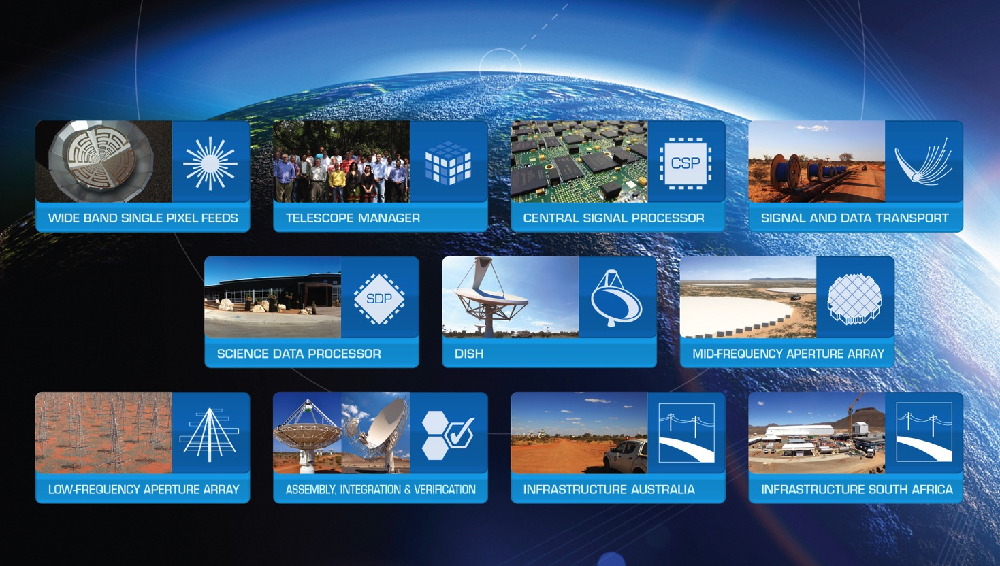 WIDE BAND SINGLE PIXEL FEEDS
TELESCOPE MANAGER
CSP
CENTRAL SIGNAL PROCESSOR
SIGNAL AND DATA TRANSPORT
SDP
SCIENCE DATA PROCESSOR
DISH
MID-FREQUENCY APERTURE ARRAY
LOW-FREQUENCY APERTURE ARRAY
ASSEMBLY, INTEGRATION & VERIFICATION
INFRASTRUCTURE AUSTRALIA
INFRASTRUCTURE SOUTH AFRICA